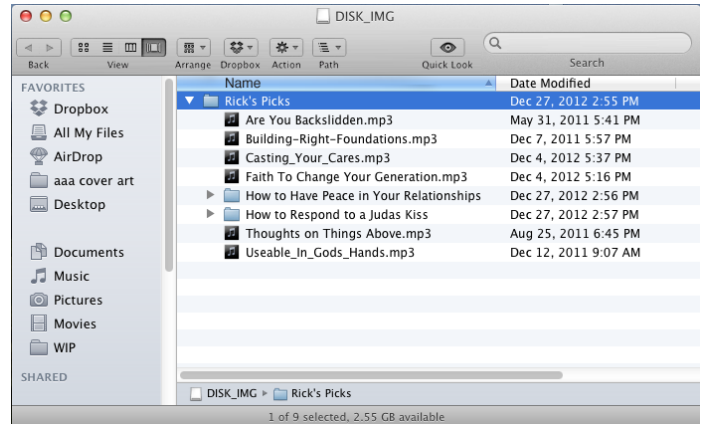 DISK_IMG
Back View Arrange Dropbox Action Path Quick Look Search
FAVORITES
Dropbox
All My Files
AirDrop
aaa cover art
Desktop
Documents
Music
Pictures
Movies
WIP
SHARED
Name Date Modified
Rick's Picks Dec 27, 2012 2:55 PM
Are You Backslidden.mp3 May 31, 2011 5:41 PM
Building-Right-Foundations.mp3 Dec 7, 2011 5:57 PM
Casting_Your_Cares.mp3 Dec 4, 2012 5:37 PM
Faith To Change Your Generation.mp3 Dec 4, 2012 5:16 PM
How to Have Peace in Your Relationships Dec 27, 2012 2:56 PM
How to Respond to a Judas Kiss Dec 27, 2012 2:57 PM
Thoughts on Things Above.mp3 Aug 25, 2011 6:45 PM
Useable_In_Gods_Hands.mp3 Dec 12, 2011 9:07 AM
DISK_IMG Rick's Picks
1 of 9 selected, 2.55 GB available